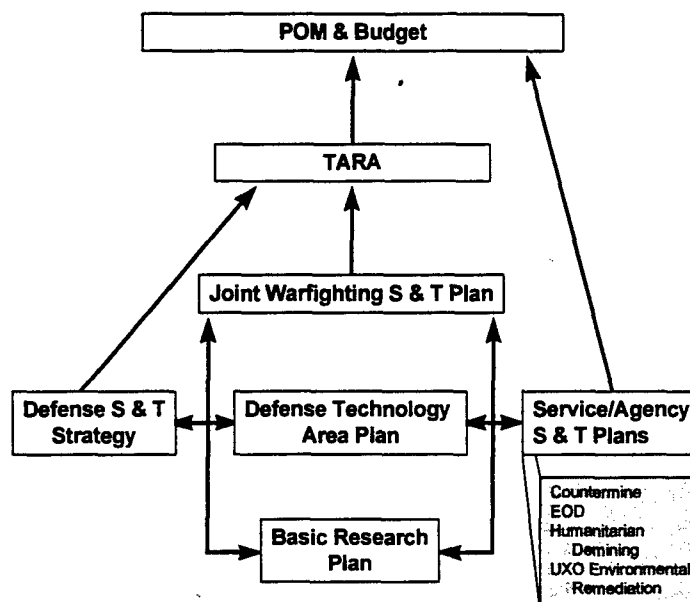 POM & Budget
TARA
Joint Warfighting S & T Plan
Defense S & T
Strategy
Defense Technology
Area Plan
Service/Agency
S & T Plans
Basic Research
Plan
Countermine
EOD
Humanitarian
Demining
UXO Environmental
Remediation